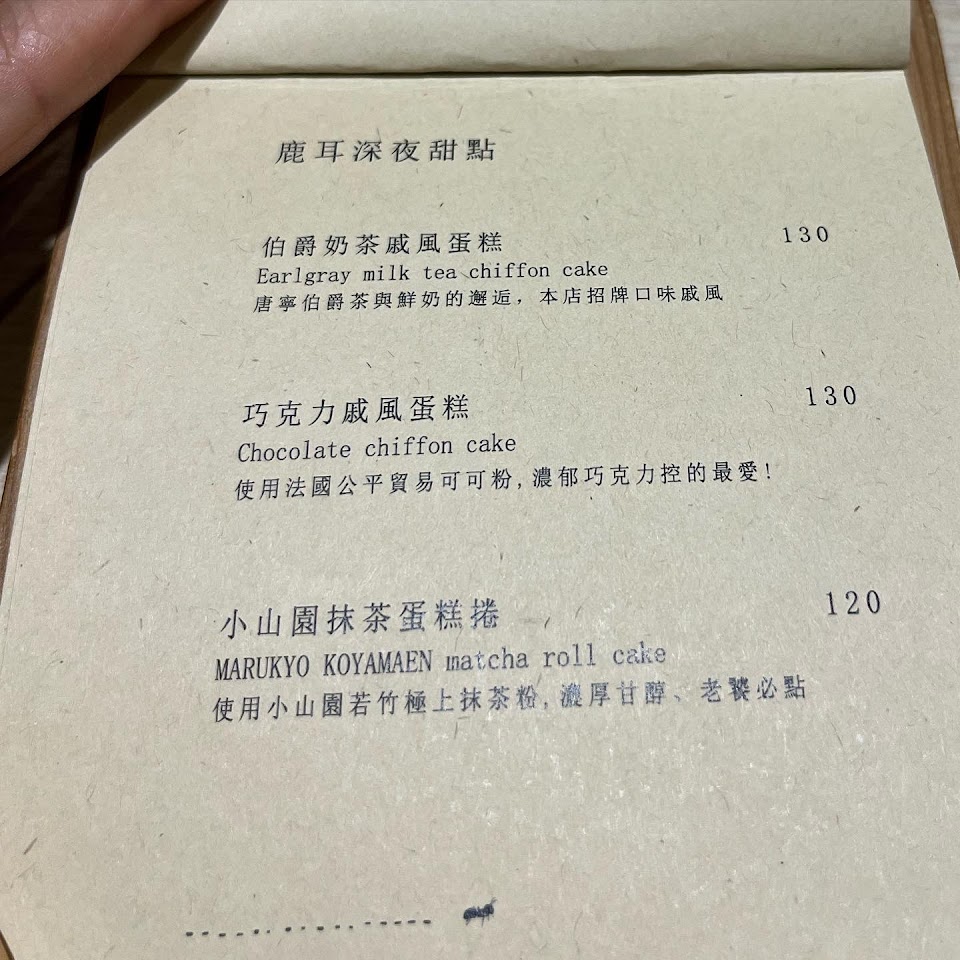 鹿耳深夜甜點
伯爵奶茶戚風蛋糕 130
Earlgray milk tea chiffon cake
唐寧伯爵茶與鮮奶的邂逅，本店招牌口味戚風
巧克力戚風蛋糕 130
Chocolate chiffon cake
使用法國公平貿易可可粉,濃郁巧克力控的最愛!
小山園抹茶蛋糕捲 120
MARUKYO KOYAMAEN matcha roll cake
使用小山園若竹極上抹茶粉,濃厚甘醇、老饕必點